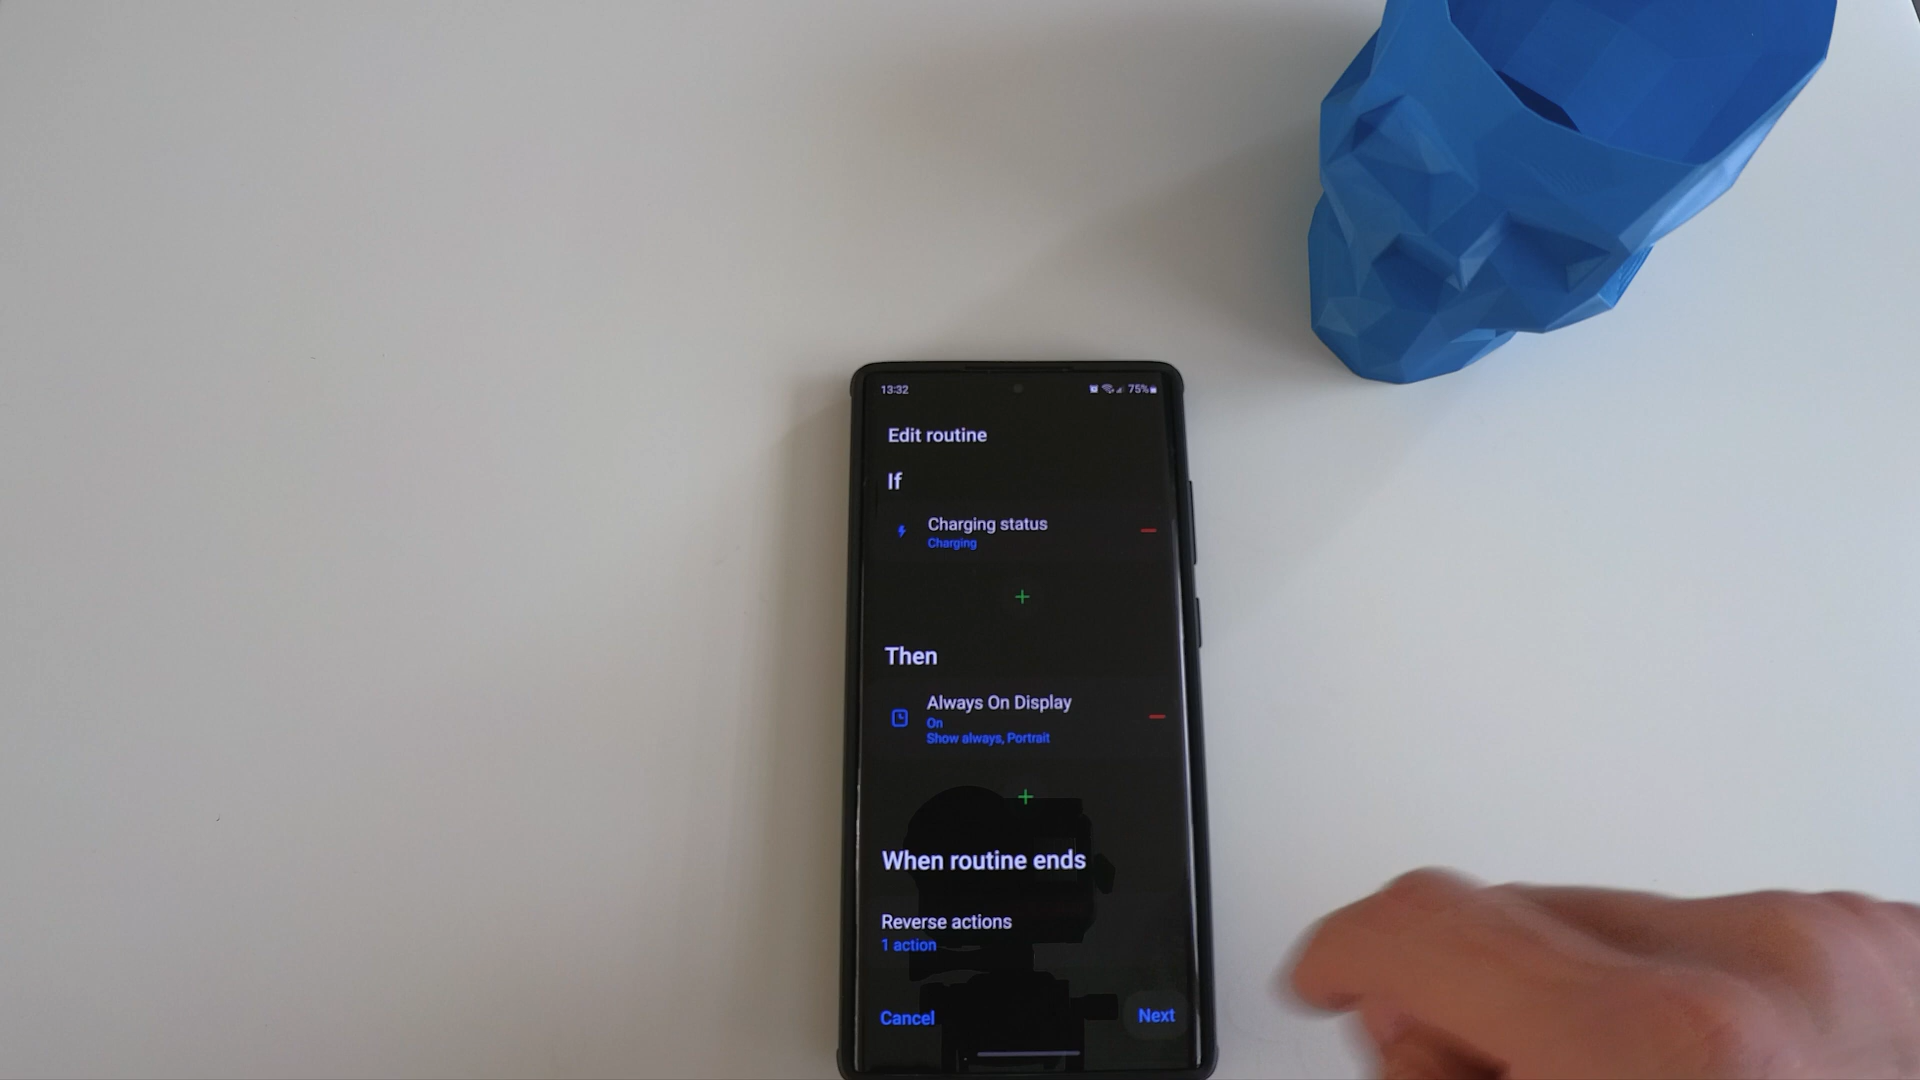 13:32
75%
Edit routine
If
Charging status
Charging
+
Then
Always On Display
On
Show always, Portrait
+
When routine ends
Reverse actions
1 action
Cancel
Next